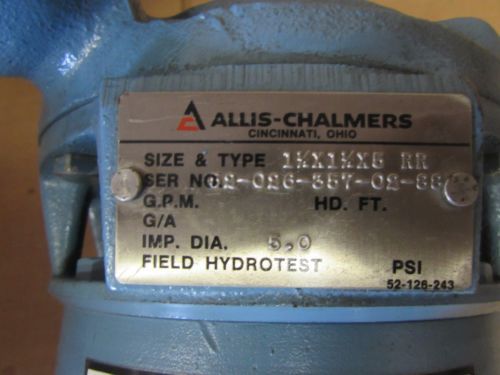 ALLIS-CHALMERS
CINCINNATI, OHIO
SIZE & TYPE 1½X1½X5 RR
SER NO. 52-026-357-02-88
G.P.M. HD. FT.
G/A
IMP. DIA. 5.0
FIELD HYDROTEST PSI
52-126-243